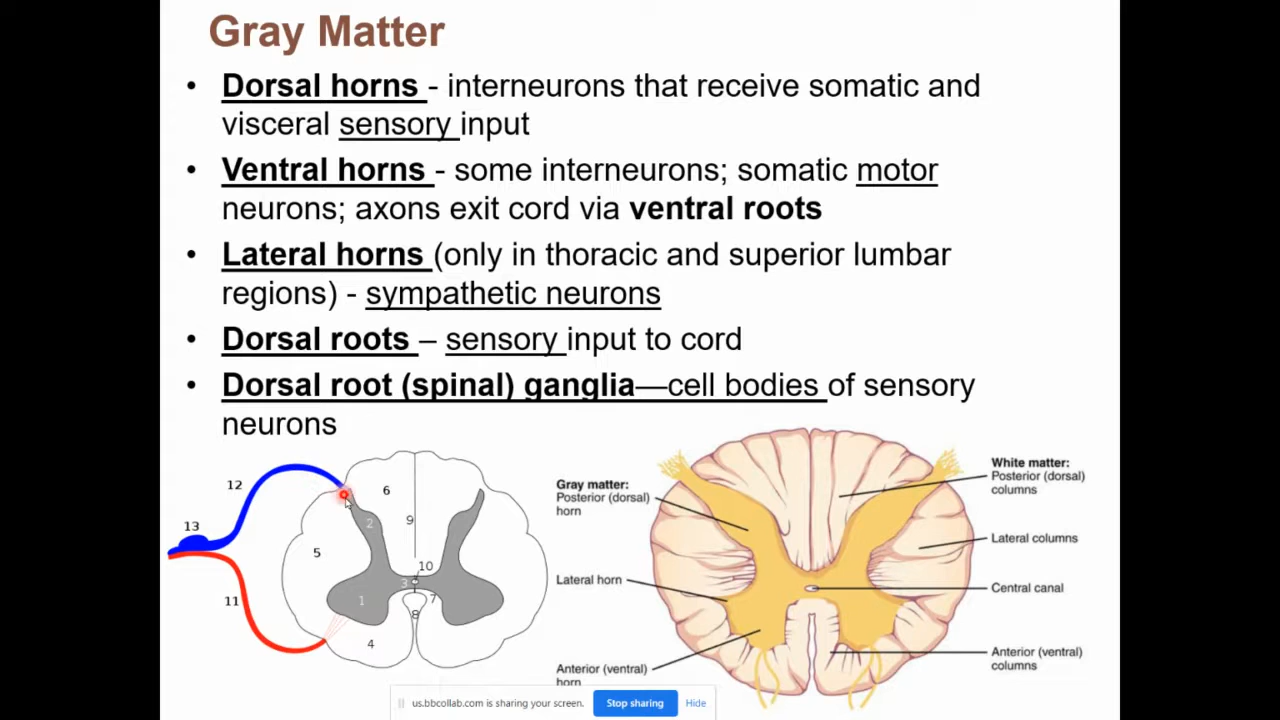 Gray Matter
• Dorsal horns - interneurons that receive somatic and
visceral sensory input
• Ventral horns - some interneurons; somatic motor
neurons; axons exit cord via ventral roots
• Lateral horns (only in thoracic and superior lumbar
regions) - sympathetic neurons
• Dorsal roots – sensory input to cord
• Dorsal root (spinal) ganglia—cell bodies of sensory
neurons
12
13
11
6
2
9
5
10
3
1
7
8
4
Gray matter:
Posterior (dorsal)
horn
Lateral horn
Anterior (ventral)
horn
White matter:
Posterior (dorsal)
columns
Lateral columns
Central canal
Anterior (ventral)
columns
us.bbcollab.com is sharing your screen.
Stop sharing
Hide